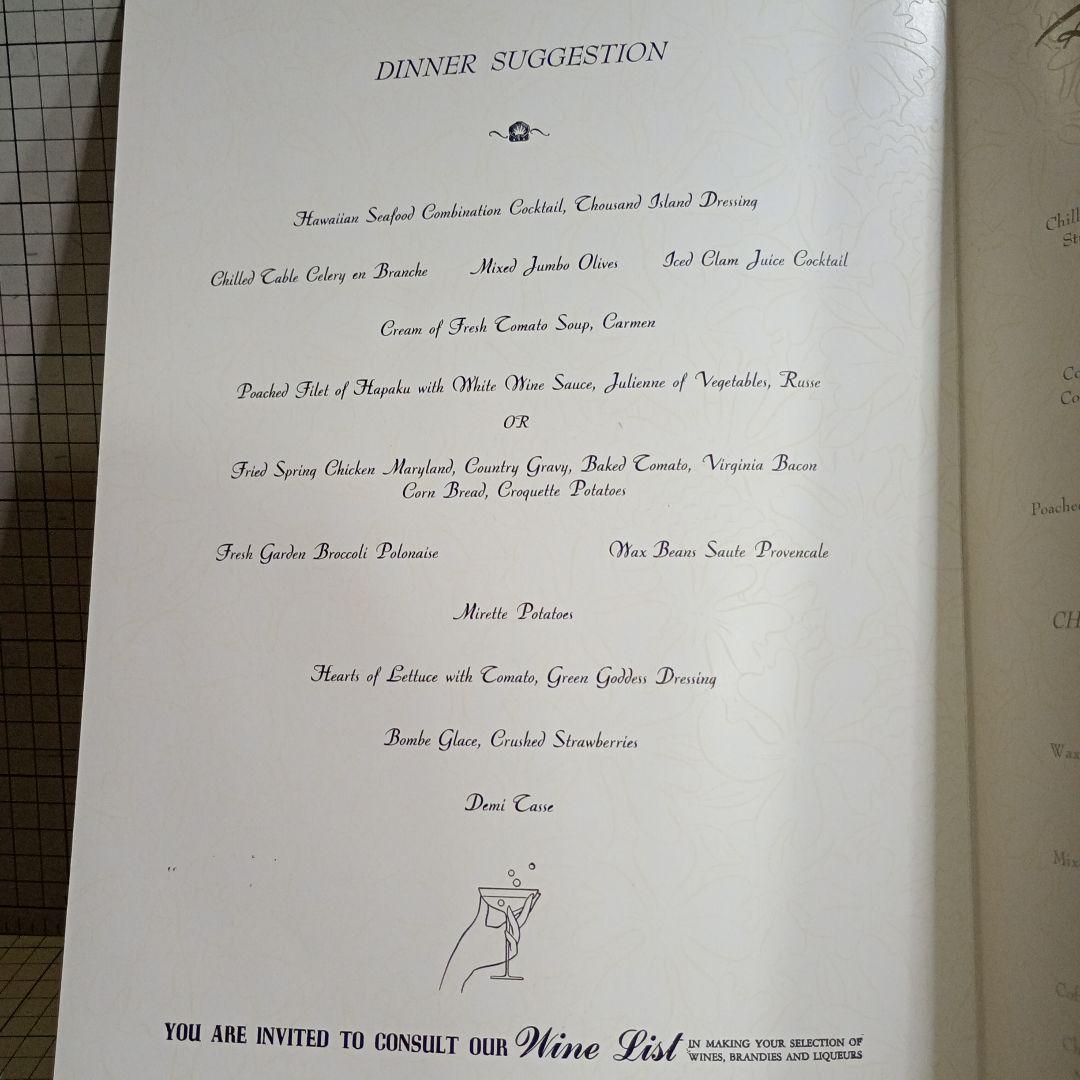 DINNER SUGGESTION
Hawaiian Seafood Combination Cocktail, Thousand Island Dressing
Chilled Table Celery en Branche Mixed Jumbo Olives Iced Clam Juice Cocktail
Cream of Fresh Tomato Soup, Carmen
Poached Filet of Hapaku with White Wine Sauce, Julienne of Vegetables, Russe
OR
Fried Spring Chicken Maryland, Country Gravy, Baked Tomato, Virginia Bacon
Corn Bread, Croquette Potatoes
Fresh Garden Broccoli Polonaise Wax Beans Saute Provencale
Mirette Potatoes
Hearts of Lettuce with Tomato, Green Goddess Dressing
Bombe Glace, Crushed Strawberries
Demi Tasse
YOU ARE INVITED TO CONSULT OUR Wine List IN MAKING YOUR SELECTION OF
WINES, BRANDIES AND LIQUEURS